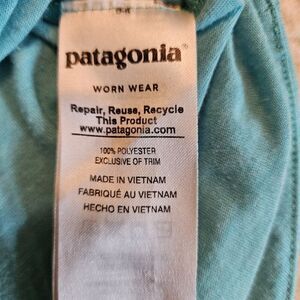 patagonia®
WORN WEAR
Repair, Reuse, Recycle
This Product
www.patagonia.com
100% POLYESTER
EXCLUSIVE OF TRIM
MADE IN VIETNAM
FABRIQUÉ AU VIETNAM
HECHO EN VIETNAM